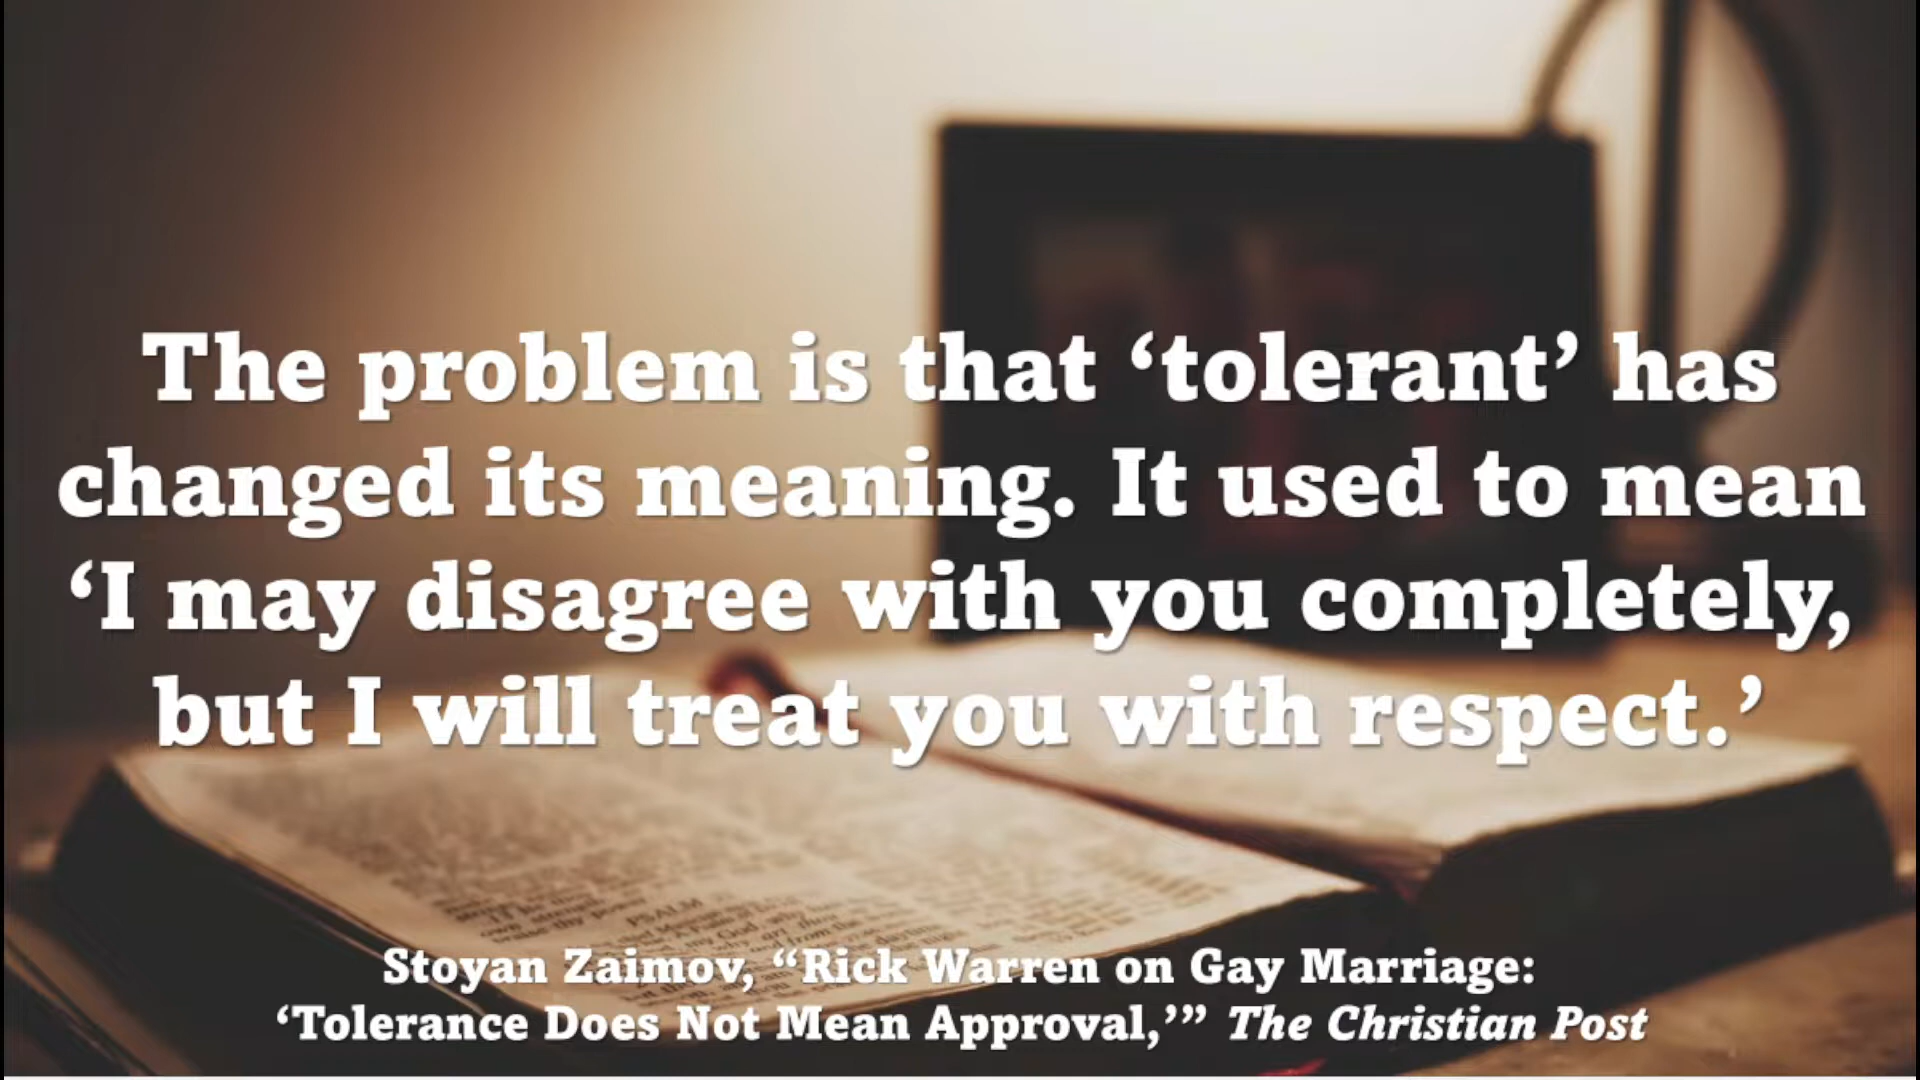 The problem is that ‘tolerant’ has
changed its meaning. It used to mean
‘I may disagree with you completely,
but I will treat you with respect.’
PSALM
Stoyan Zaimov, “Rick Warren on Gay Marriage:
‘Tolerance Does Not Mean Approval,’” The Christian Post